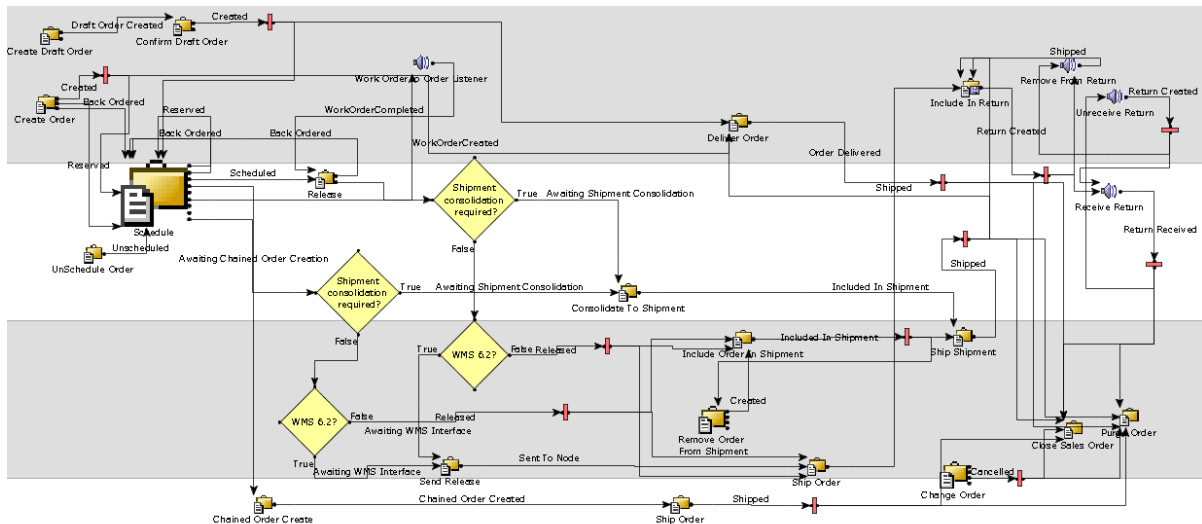 Draft Order Created
Created
Create Draft Order
Confirm Draft Order
Shipped
Work Order to Order Listener
Remove From Return
Created
Back Ordered
Include In Return
Return Created
Create Order
Reserved
WorkOrderCompleted
Unreceive Return
Back Ordered
Back Ordered
Deliver Order
Return Created
WorkOrderCreated
Order Delivered
Reserved
Scheduled
Release
Shipment
consolidation
required?
True
Awaiting Shipment Consolidation
Shipped
Receive Return
Schedule
Return Received
Unscheduled
False
UnSchedule Order
Awaiting Chained Order Creation
Shipped
Shipment
consolidation
required?
True
Awaiting Shipment Consolidation
Included In Shipment
Consolidate To Shipment
False
True
WMS 6.2?
False
Released
Include Order In Shipment
Included In Shipment
Ship Shipment
Created
WMS 6.2?
False
Released
Awaiting WMS Interface
Remove Order
From Shipment
Close Sales Order
True
Awaiting WMS Interface
Sent To Node
Send Release
Ship Order
Cancelled
Change Order
Chained Order Created
Shipped
Chained Order Create
Ship Order